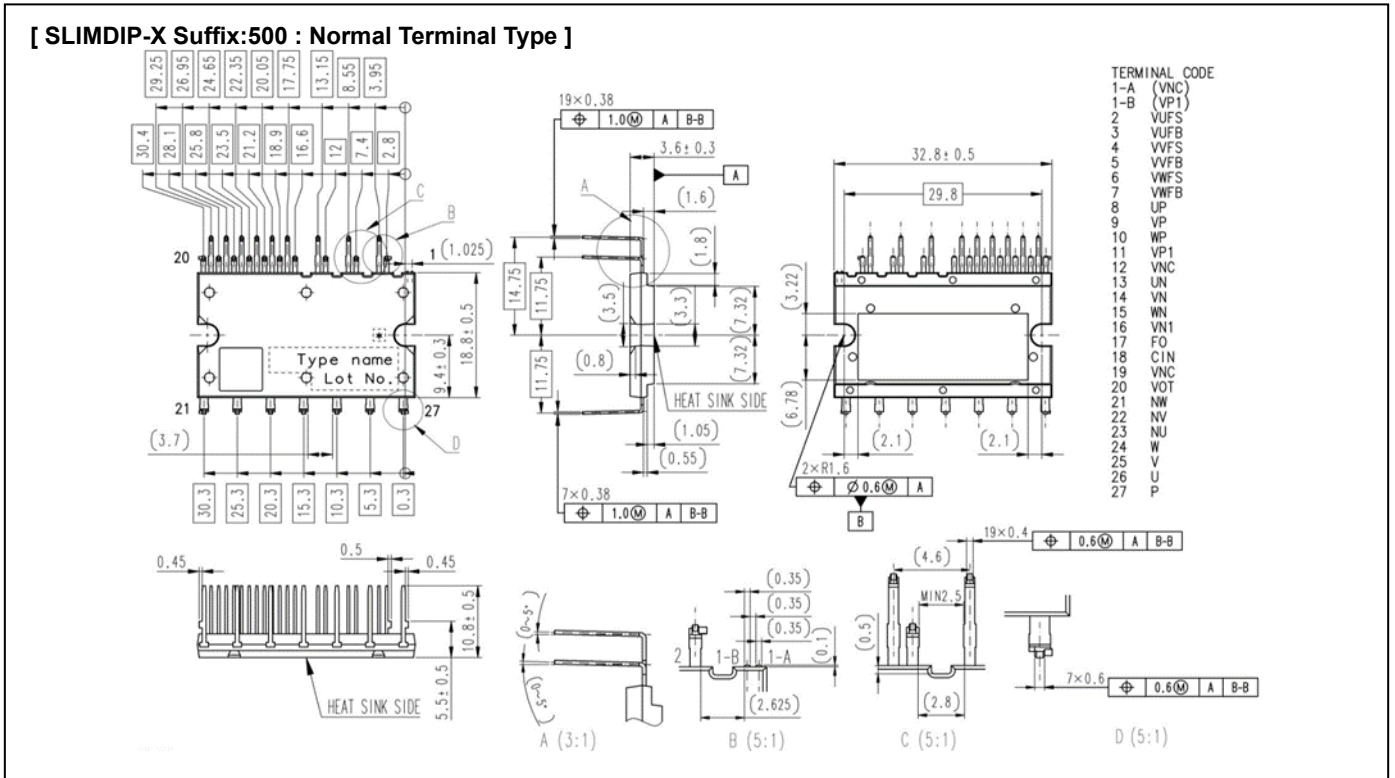 [ SLIMDIP-X Suffix:500 : Normal Terminal Type ]
29.25
26.95
24.65
22.35
20.05
17.75
13.15
8.55
3.95
30.4
28.1
25.8
23.5
21.2
18.9
16.6
12
7.4
2.8
C
B
20
1
(1.025)
Type name
Lot No.
9.4± 0.3
18.8± 0.5
21
27
D
(3.7)
30.3
25.3
20.3
15.3
10.3
5.3
0.3
19×0.38
⌖ 1.0Ⓜ A B-B
3.6± 0.3
A
A
(1.6)
(1.8)
14.75
11.75
(3.5)
(3.3)
(7.32)
(7.32)
11.75
(0.8)
HEAT SINK SIDE
(1.05)
(0.55)
7×0.38
⌖ 1.0Ⓜ A B-B
32.8± 0.5
29.8
(3.22)
(6.78)
(2.1)
(2.1)
2×R1.6
⌖ Ø 0.6Ⓜ A
B
TERMINAL CODE
1-A (VNC)
1-B (VP1)
2 VUFS
3 VUFB
4 VVFS
5 VVFB
6 VWFS
7 VWFB
8 UP
9 VP
10 WP
11 VP1
12 VNC
13 UN
14 VN
15 WN
16 VN1
17 FO
18 CIN
19 VNC
20 VOT
21 NW
22 NV
23 NU
24 W
25 V
26 U
27 P
0.45
0.5
0.45
10.8± 0.5
5.5± 0.5
HEAT SINK SIDE
(0~5°)
(0~5°)
A (3:1)
(0.35)
(0.35)
(0.35)
(0.1)
2
1-B
1-A
(2.625)
B (5:1)
19×0.4
⌖ 0.6Ⓜ A B-B
(4.6)
MIN2.5
(0.5)
(2.8)
C (5:1)
7×0.6
⌖ 0.6Ⓜ A B-B
D (5:1)